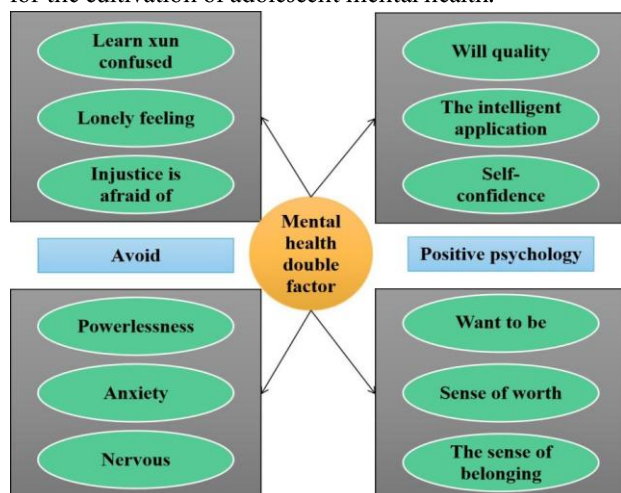 for the cultivation of adolescent mental health.
Learn xun
confused
Lonely feeling
Injustice is
afraid of
Will quality
The intelligent
application
Self-
confidence
Mental
health
double
factor
Avoid
Positive psychology
Powerlessness
Anxiety
Nervous
Want to be
Sense of worth
The sense of
belonging